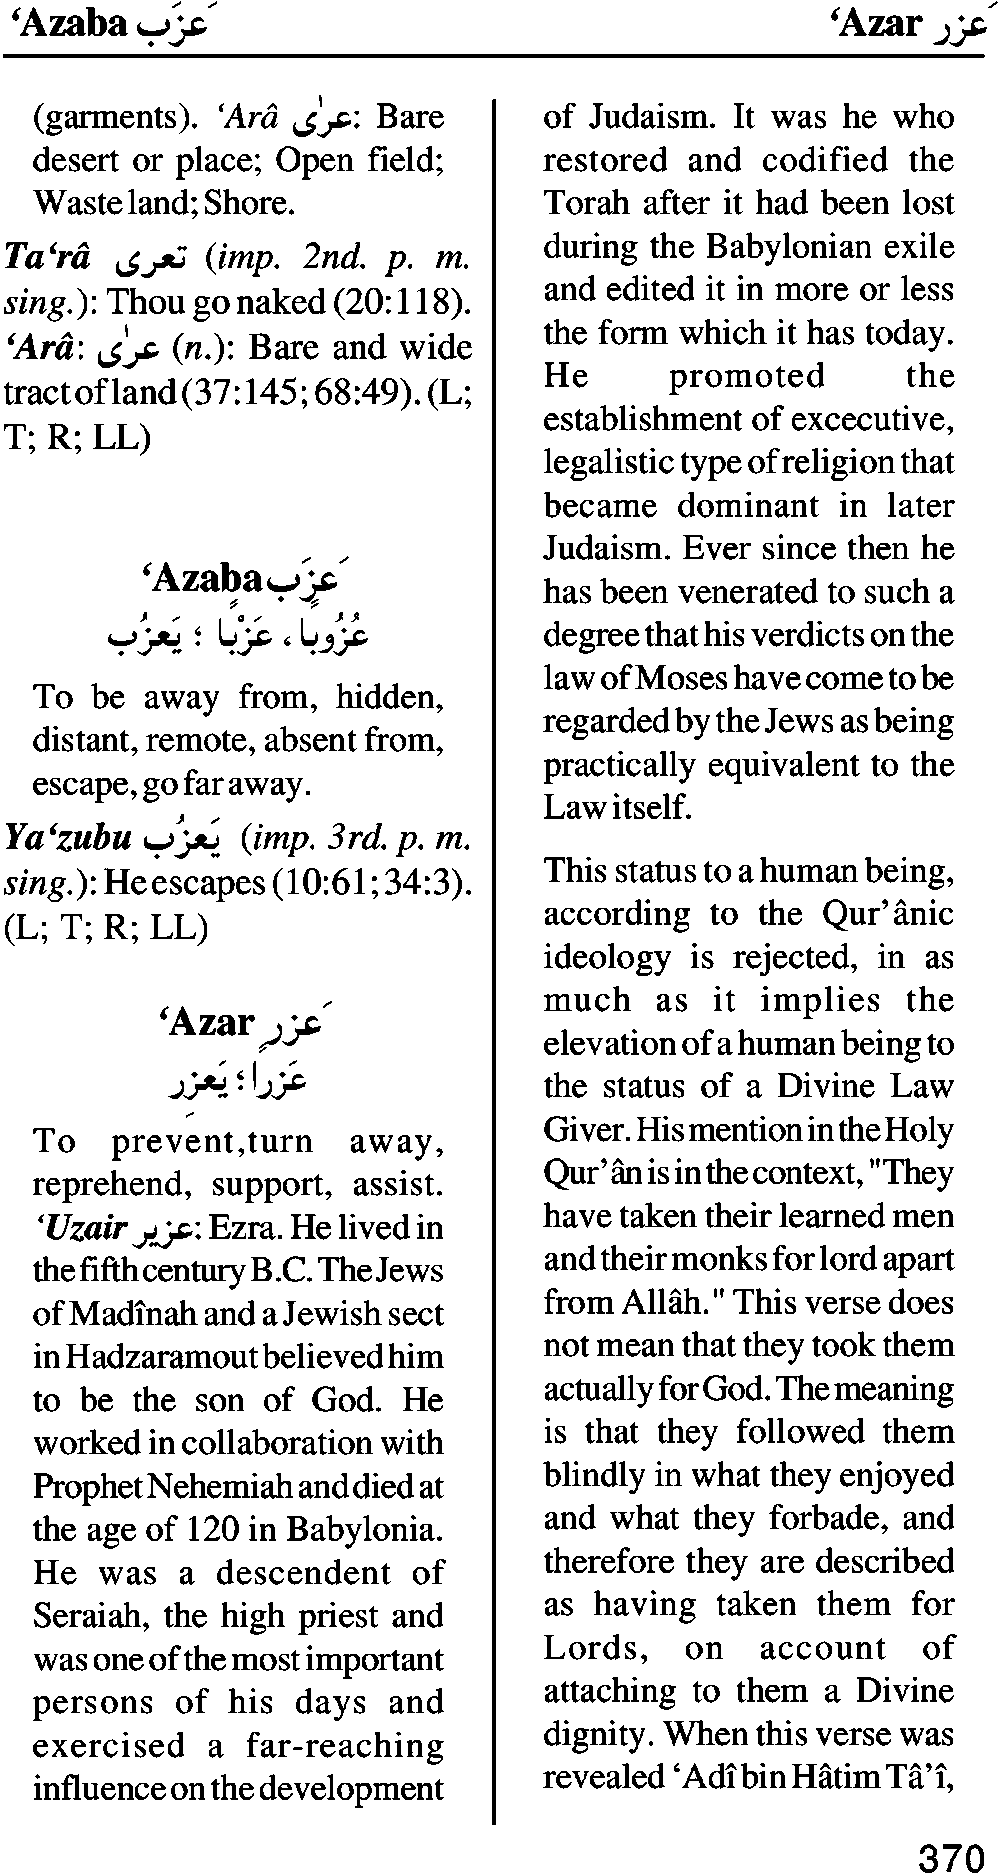 ‘Azaba عَزَب
‘Azar عَزر
(garments). ‘Arâ عرٰی: Bare
desert or place; Open field;
Waste land; Shore.
Ta‘râ تعرى (imp. 2nd. p. m.
sing.): Thou go naked (20:118).
‘Arâ: عرٰی (n.): Bare and wide
tract of land (37:145; 68:49). (L;
T; R; LL)
‘Azaba عَزَب
عُزُوبًا ، عَزْبًا ؛ يَعزُب
To be away from, hidden,
distant, remote, absent from,
escape, go far away.
Ya‘zubu يَعزُب (imp. 3rd. p. m.
sing.): He escapes (10:61; 34:3).
(L; T; R; LL)
‘Azar عَزر
عَزرًا ؛ يَعزِر
To prevent,turn away,
reprehend, support, assist.
‘Uzair عزير: Ezra. He lived in
the fifth century B.C. The Jews
of Madînah and a Jewish sect
in Hadzaramout believed him
to be the son of God. He
worked in collaboration with
Prophet Nehemiah and died at
the age of 120 in Babylonia.
He was a descendent of
Seraiah, the high priest and
was one of the most important
persons of his days and
exercised a far-reaching
influence on the development
of Judaism. It was he who
restored and codified the
Torah after it had been lost
during the Babylonian exile
and edited it in more or less
the form which it has today.
He promoted the
establishment of excecutive,
legalistic type of religion that
became dominant in later
Judaism. Ever since then he
has been venerated to such a
degree that his verdicts on the
law of Moses have come to be
regarded by the Jews as being
practically equivalent to the
Law itself.
This status to a human being,
according to the Qur’ânic
ideology is rejected, in as
much as it implies the
elevation of a human being to
the status of a Divine Law
Giver. His mention in the Holy
Qur’ân is in the context, "They
have taken their learned men
and their monks for lord apart
from Allâh." This verse does
not mean that they took them
actually for God. The meaning
is that they followed them
blindly in what they enjoyed
and what they forbade, and
therefore they are described
as having taken them for
Lords, on account of
attaching to them a Divine
dignity. When this verse was
revealed ‘Adî bin Hâtim Tâ’î,
370